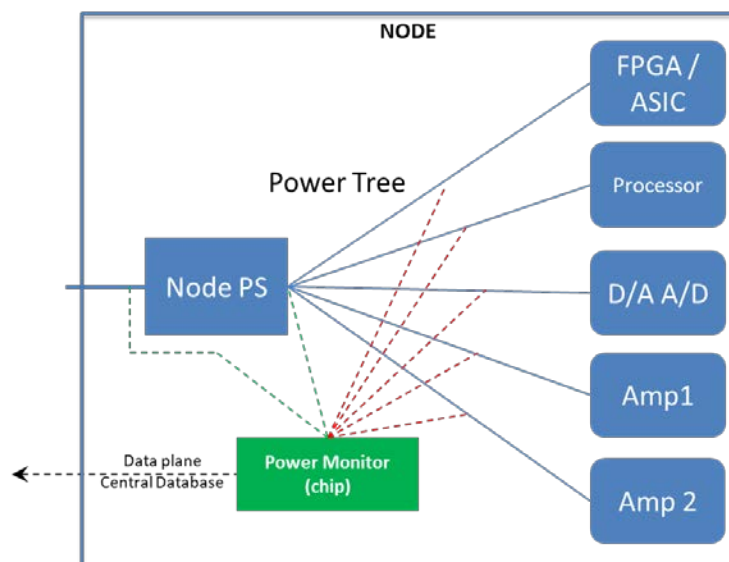 NODE
FPGA /
ASIC
Power Tree
Processor
Node PS
D/A A/D
Amp1
Data plane
Central Database
Power Monitor
(chip)
Amp 2